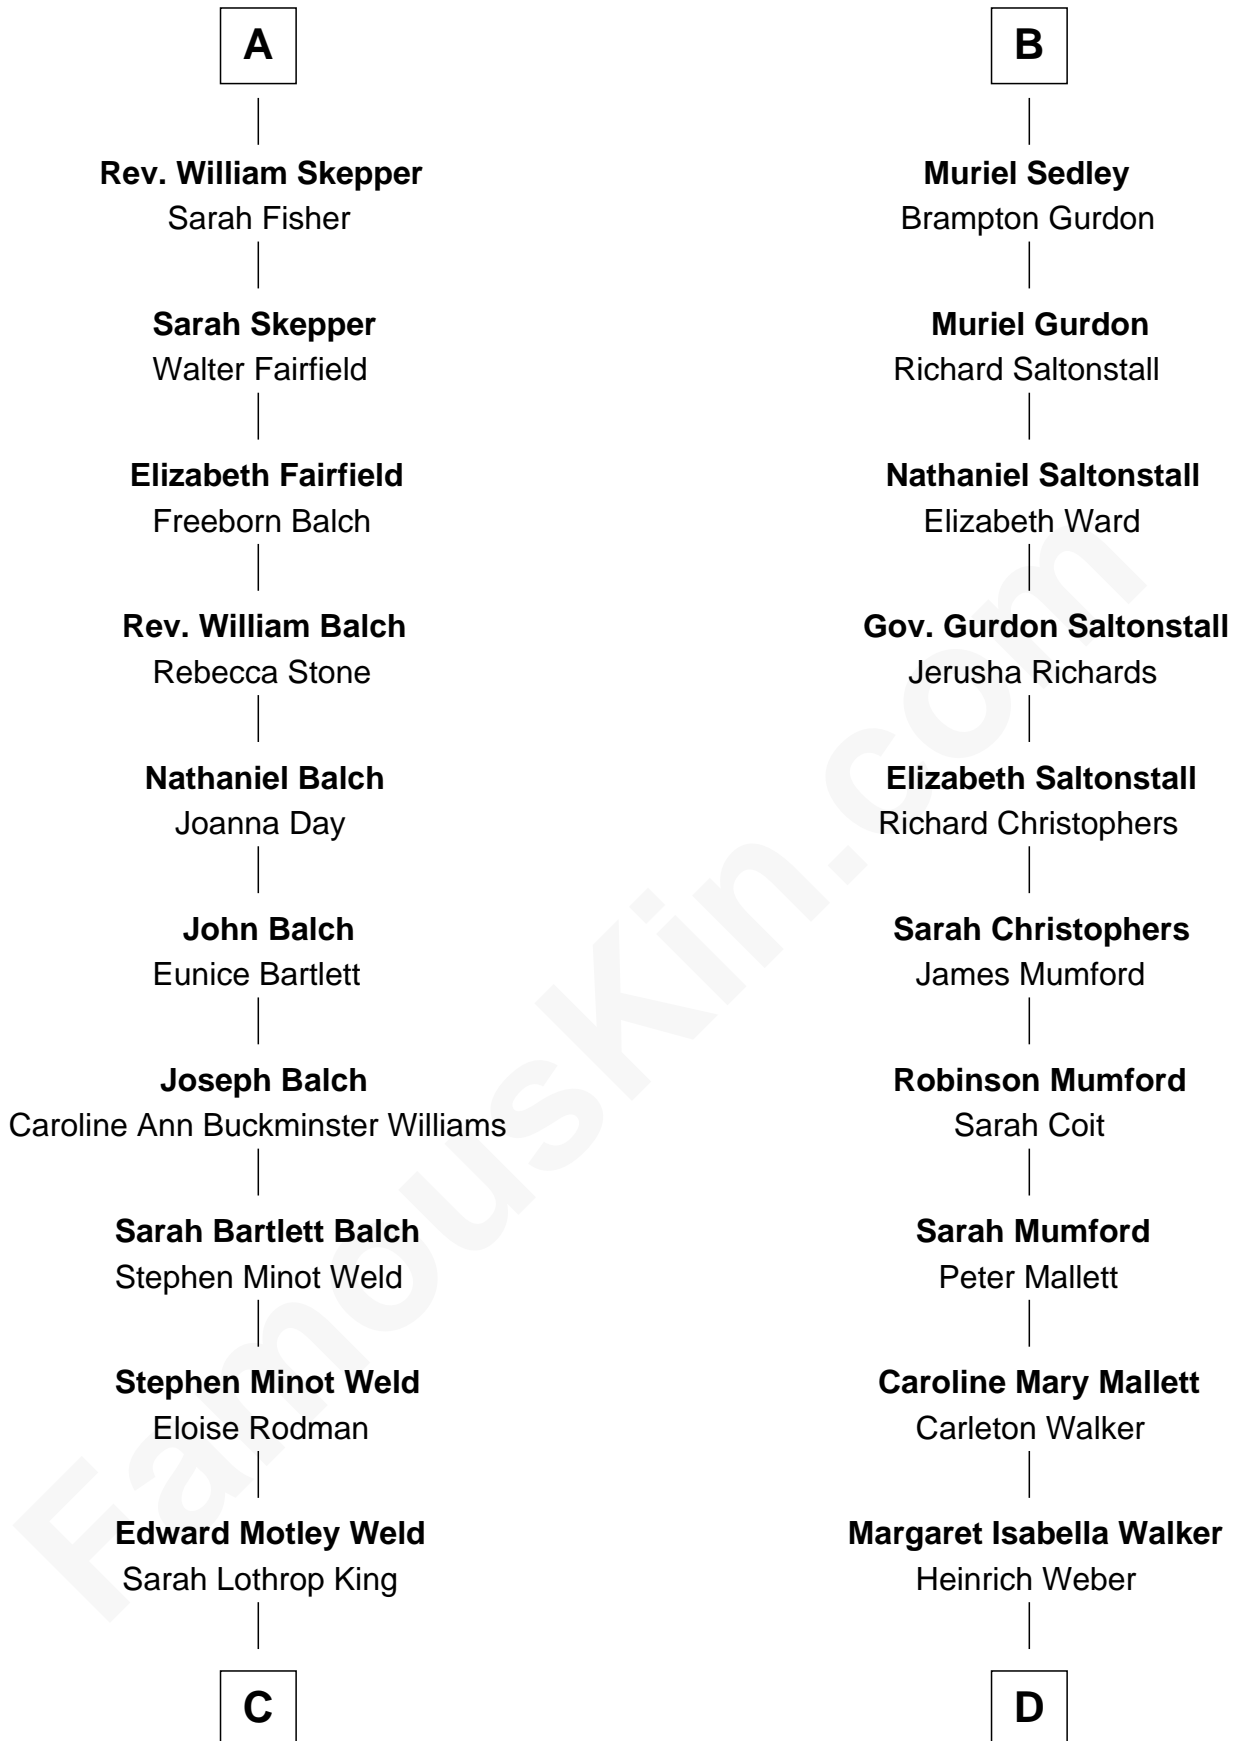 A
Rev. William Skepper
Sarah Fisher
Sarah Skepper
Walter Fairfield
Elizabeth Fairfield
Freeborn Balch
Rev. William Balch
Rebecca Stone
Nathaniel Balch
Joanna Day
John Balch
Eunice Bartlett
Joseph Balch
Caroline Ann Buckminster Williams
Sarah Bartlett Balch
Stephen Minot Weld
Stephen Minot Weld
Eloise Rodman
Edward Motley Weld
Sarah Lothrop King
C
B
Muriel Sedley
Brampton Gurdon
Muriel Gurdon
Richard Saltonstall
Nathaniel Saltonstall
Elizabeth Ward
Gov. Gurdon Saltonstall
Jerusha Richards
Elizabeth Saltonstall
Richard Christophers
Sarah Christophers
James Mumford
Robinson Mumford
Sarah Coit
Sarah Mumford
Peter Mallett
Caroline Mary Mallett
Carleton Walker
Margaret Isabella Walker
Heinrich Weber
D
FamousKin.com